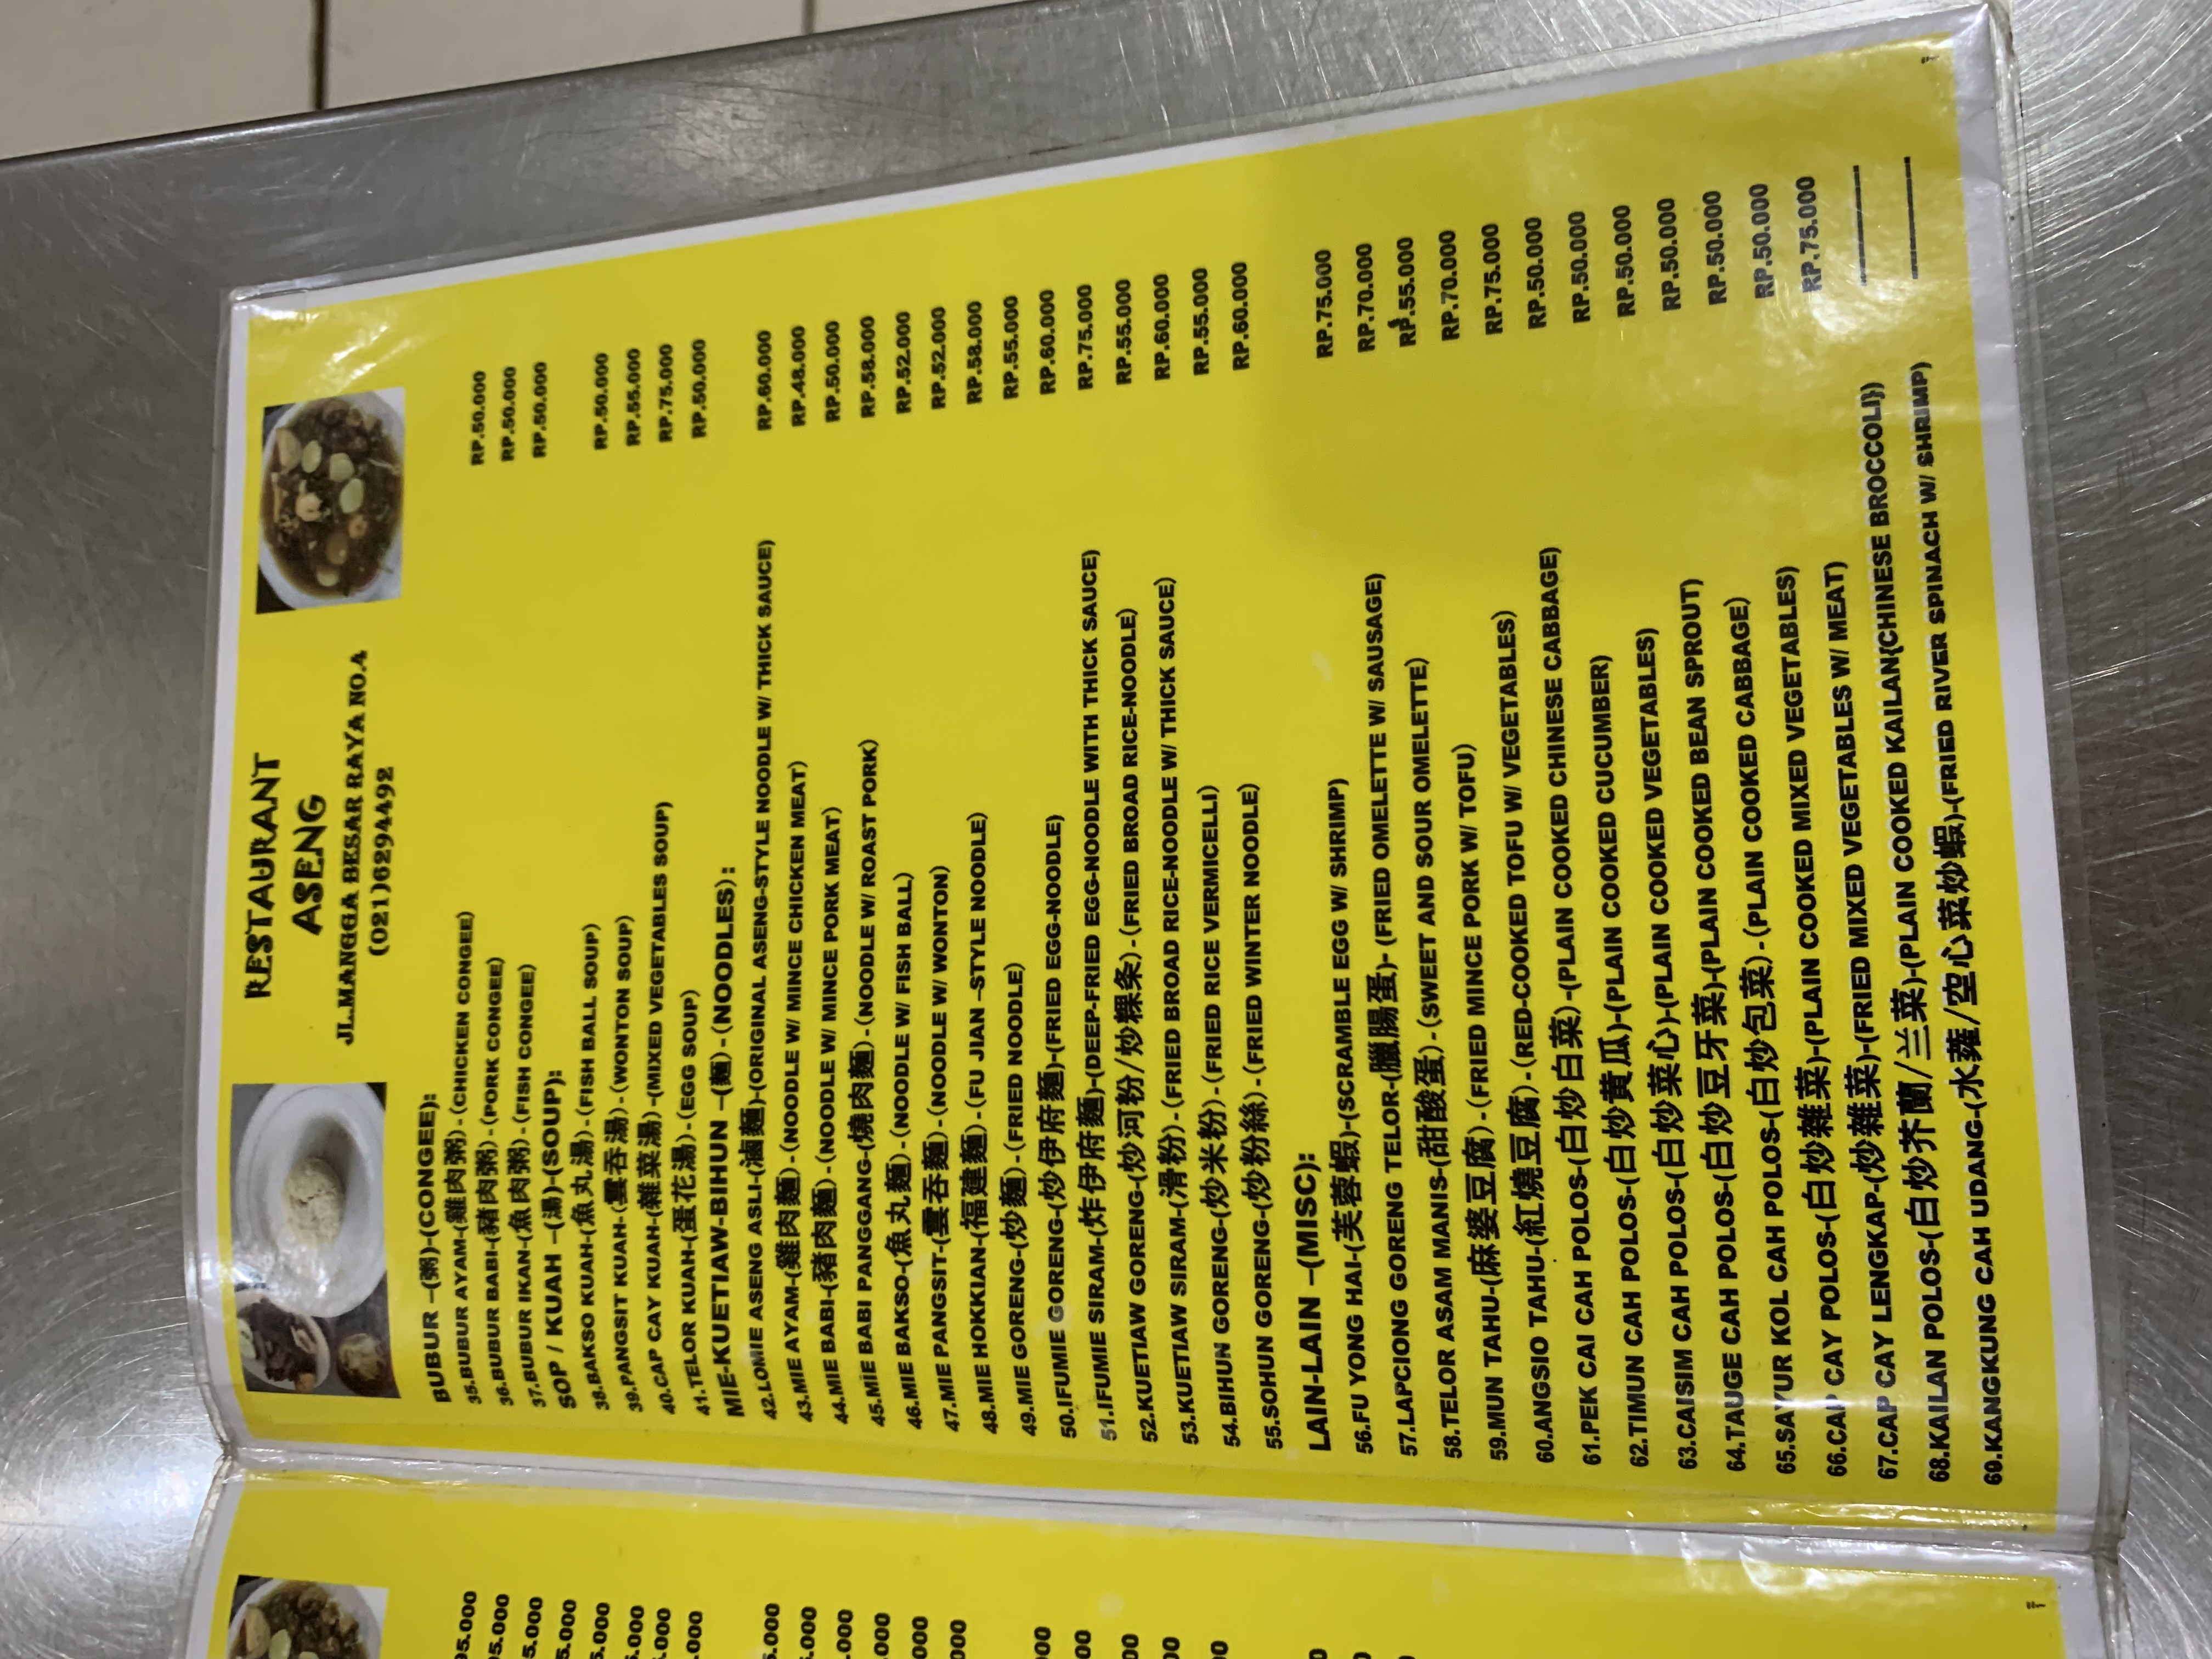 RESTAURANT
ASENG
JL.MANGGA BESAR RAYA NO.4
(021)6294492
BUBUR –(粥)-(CONGEE):
35.BUBUR AYAM-(雞肉粥)-(CHICKEN CONGEE) RP.50.000
36.BUBUR BABI-(豬肉粥)-(PORK CONGEE) RP.50.000
37.BUBUR IKAN-(魚肉粥)-(FISH CONGEE) RP.50.000
SOP / KUAH –(湯)-(SOUP):
38.BAKSO KUAH-(魚丸湯)-(FISH BALL SOUP) RP.50.000
39.PANGSIT KUAH-(雲吞湯)-(WONTON SOUP) RP.55.000
40.CAP CAY KUAH-(雜菜湯)-(MIXED VEGETABLES SOUP) RP.75.000
41.TELOR KUAH-(蛋花湯)-(EGG SOUP) RP.50.000
MIE-KUETIAW-BIHUN –(麵)-(NOODLES):
42.LOMIE ASENG ASLI-(滷麵)-(ORIGINAL ASENG-STYLE NOODLE W/ THICK SAUCE) RP.60.000
43.MIE AYAM-(雞肉麵)-(NOODLE W/ MINCE CHICKEN MEAT) RP.48.000
44.MIE BABI-(豬肉麵)-(NOODLE W/ MINCE PORK MEAT) RP.50.000
45.MIE BABI PANGGANG-(燒肉麵)-(NOODLE W/ ROAST PORK) RP.58.000
46.MIE BAKSO-(魚丸麵)-(NOODLE W/ FISH BALL) RP.52.000
47.MIE PANGSIT-(雲吞麵)-(NOODLE W/ WONTON) RP.52.000
48.MIE HOKKIAN-(福建麵)-(FU JIAN -STYLE NOODLE) RP.58.000
49.MIE GORENG-(炒麵)-(FRIED NOODLE) RP.55.000
50.IFUMIE GORENG-(炒伊府麵)-(FRIED EGG-NOODLE) RP.60.000
51.IFUMIE SIRAM-(炸伊府麵)-(DEEP-FRIED EGG-NOODLE WITH THICK SAUCE) RP.75.000
52.KUETIAW GORENG-(炒河粉/炒粿条)-(FRIED BROAD RICE-NOODLE) RP.55.000
53.KUETIAW SIRAM-(滑粉)-(FRIED BROAD RICE-NOODLE W/ THICK SAUCE) RP.60.000
54.BIHUN GORENG-(炒米粉)-(FRIED RICE VERMICELLI) RP.55.000
55.SOHUN GORENG-(炒粉絲)-(FRIED WINTER NOODLE) RP.60.000
LAIN-LAIN –(MISC):
56.FU YONG HAI-(芙蓉蝦)-(SCRAMBLE EGG W/ SHRIMP) RP.75.000
57.LAPCIONG GORENG TELOR-(臘腸蛋)- (FRIED OMELETTE W/ SAUSAGE) RP.70.000
58.TELOR ASAM MANIS-(甜酸蛋)-(SWEET AND SOUR OMELETTE) RP.55.000
59.MUN TAHU-(麻婆豆腐)-(FRIED MINCE PORK W/ TOFU) RP.70.000
60.ANGSIO TAHU-(紅燒豆腐)-(RED-COOKED TOFU W/ VEGETABLES) RP.75.000
61.PEK CAI CAH POLOS-(白炒白菜)-(PLAIN COOKED CHINESE CABBAGE) RP.50.000
62.TIMUN CAH POLOS-(白炒黄瓜)-(PLAIN COOKED CUCUMBER) RP.50.000
63.CAISIM CAH POLOS-(白炒菜心)-(PLAIN COOKED VEGETABLES) RP.50.000
64.TAUGE CAH POLOS-(白炒豆牙菜)-(PLAIN COOKED BEAN SPROUT) RP.50.000
65.SAYUR KOL CAH POLOS-(白炒包菜)-(PLAIN COOKED CABBAGE) RP.50.000
66.CAP CAY POLOS-(白炒雜菜)-(PLAIN COOKED MIXED VEGETABLES) RP.50.000
67.CAP CAY LENGKAP-(炒雜菜)-(FRIED MIXED VEGETABLES W/ MEAT) RP.75.000
68.KAILAN POLOS-(白炒芥蘭/兰菜)-(PLAIN COOKED KAILAN{CHINESE BROCCOLI})
69.KANGKUNG CAH UDANG-(水蕹/空心菜炒蝦)-(FRIED RIVER SPINACH W/ SHRIMP)